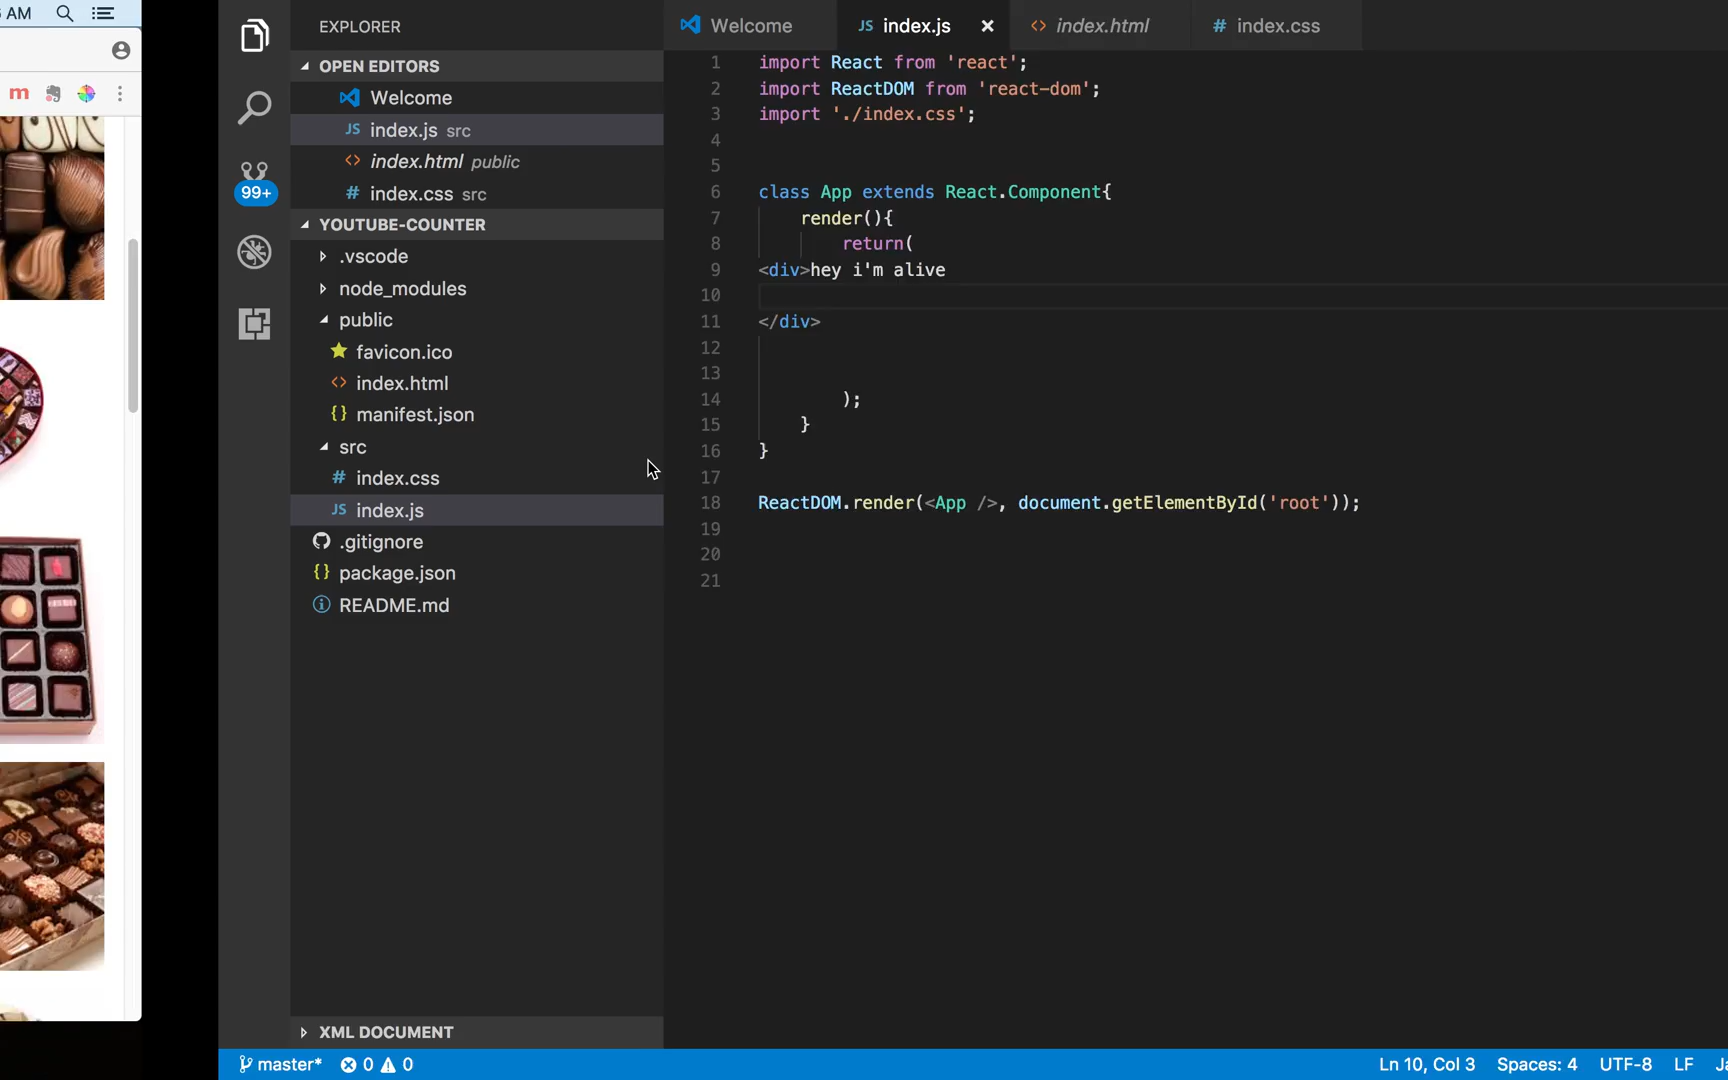 AM
m
EXPLORER
OPEN EDITORS
Welcome
JS index.js src
<> index.html public
# index.css src
99+
YOUTUBE-COUNTER
.vscode
node_modules
public
favicon.ico
<> index.html
{} manifest.json
src
# index.css
JS index.js
.gitignore
{} package.json
README.md
XML DOCUMENT
Welcome
JS index.js ×
<> index.html
# index.css
1 import React from 'react';
2 import ReactDOM from 'react-dom';
3 import './index.css';
4
5
6 class App extends React.Component{
7 render(){
8 return(
9 <div>hey i'm alive
10
11 </div>
12
13
14 );
15 }
16 }
17
18 ReactDOM.render(<App />, document.getElementById('root'));
19
20
21
master* 0 0
Ln 10, Col 3 Spaces: 4 UTF-8 LF